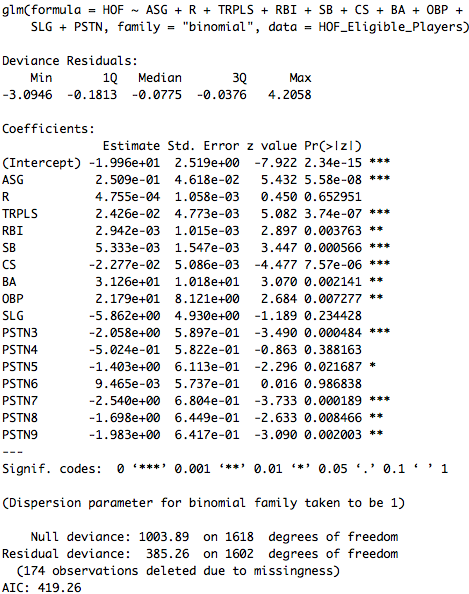 glm(formula = HOF ~ ASG + R + TRPLS + RBI + SB + CS + BA + OBP +
    SLG + PSTN, family = "binomial", data = HOF_Eligible_Players)

Deviance Residuals:
    Min       1Q   Median       3Q      Max
-3.0946  -0.1813  -0.0775  -0.0376   4.2058

Coefficients:
              Estimate Std. Error z value Pr(>|z|)
(Intercept) -1.996e+01  2.519e+00  -7.922 2.34e-15 ***
ASG          2.509e-01  4.618e-02   5.432 5.58e-08 ***
R            4.755e-04  1.058e-03   0.450 0.652951
TRPLS        2.426e-02  4.773e-03   5.082 3.74e-07 ***
RBI          2.942e-03  1.015e-03   2.897 0.003763 **
SB           5.333e-03  1.547e-03   3.447 0.000566 ***
CS          -2.277e-02  5.086e-03  -4.477 7.57e-06 ***
BA           3.126e+01  1.018e+01   3.070 0.002141 **
OBP          2.179e+01  8.121e+00   2.684 0.007277 **
SLG         -5.862e+00  4.930e+00  -1.189 0.234428
PSTN3       -2.058e+00  5.897e-01  -3.490 0.000484 ***
PSTN4       -5.024e-01  5.822e-01  -0.863 0.388163
PSTN5       -1.403e+00  6.113e-01  -2.296 0.021687 *
PSTN6        9.465e-03  5.737e-01   0.016 0.986838
PSTN7       -2.540e+00  6.804e-01  -3.733 0.000189 ***
PSTN8       -1.698e+00  6.449e-01  -2.633 0.008466 **
PSTN9       -1.983e+00  6.417e-01  -3.090 0.002003 **
---
Signif. codes:  0 ‘***’ 0.001 ‘**’ 0.01 ‘*’ 0.05 ‘.’ 0.1 ‘ ’ 1

(Dispersion parameter for binomial family taken to be 1)

    Null deviance: 1003.89  on 1618  degrees of freedom
Residual deviance:  385.26  on 1602  degrees of freedom
  (174 observations deleted due to missingness)
AIC: 419.26